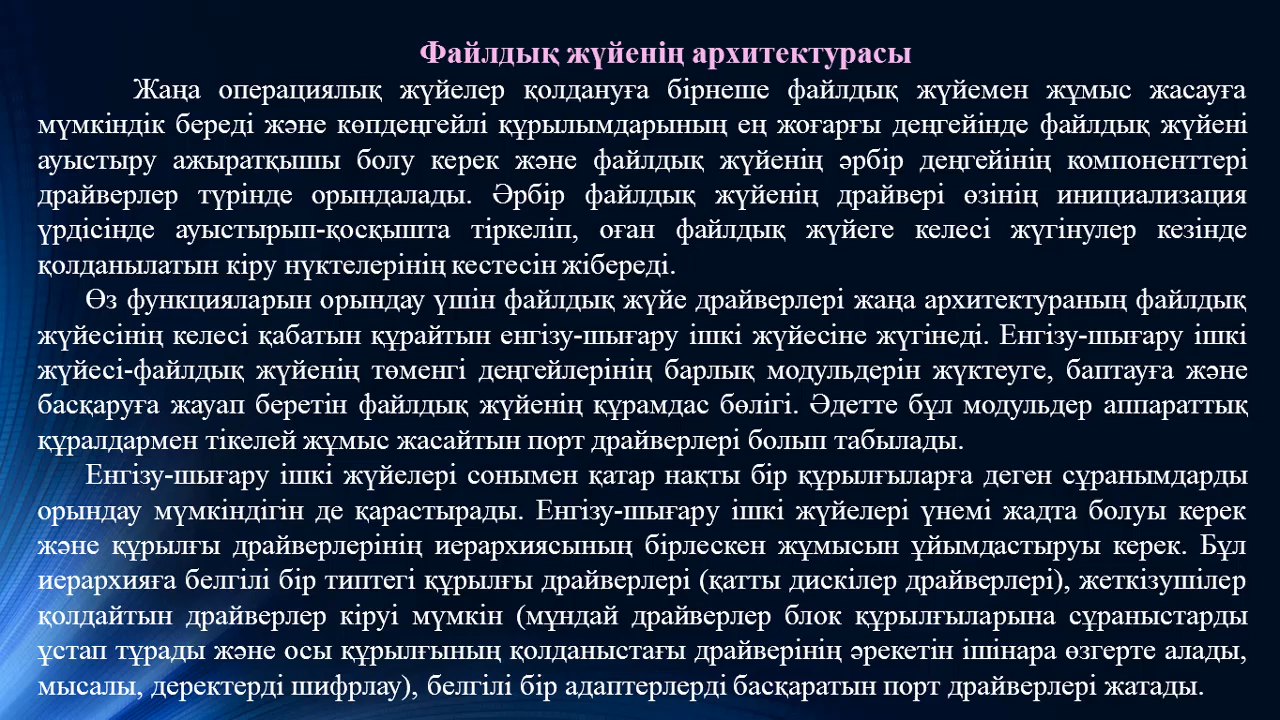 Файлдық жүйенің архитектурасы
Жаңа операциялық жүйелер қолдануға бірнеше файлдық жүйемен жұмыс жасауға
мүмкіндік береді және көпдеңгейлі құрылымдарының ең жоғарғы деңгейінде файлдық жүйені
ауыстыру ажыратқышы болу керек және файлдық жүйенің әрбір деңгейінің компоненттері
драйверлер түрінде орындалады. Әрбір файлдық жүйенің драйвері өзінің инициализация
үрдісінде ауыстырып-қосқышта тіркеліп, оған файлдық жүйеге келесі жүгінулер кезінде
қолданылатын кіру нүктелерінің кестесін жібереді.
Өз функцияларын орындау үшін файлдық жүйе драйверлері жаңа архитектураның файлдық
жүйесінің келесі қабатын құрайтын енгізу-шығару ішкі жүйесіне жүгінеді. Енгізу-шығару ішкі
жүйесі-файлдық жүйенің төменгі деңгейлерінің барлық модульдерін жүктеуге, баптауға және
басқаруға жауап беретін файлдық жүйенің құрамдас бөлігі. Әдетте бұл модульдер аппараттық
құралдармен тікелей жұмыс жасайтын порт драйверлері болып табылады.
Енгізу-шығару ішкі жүйелері сонымен қатар нақты бір құрылғыларға деген сұранымдарды
орындау мүмкіндігін де қарастырады. Енгізу-шығару ішкі жүйелері үнемі жадта болуы керек
және құрылғы драйверлерінің иерархиясының бірлескен жұмысын ұйымдастыруы керек. Бұл
иерархияға белгілі бір типтегі құрылғы драйверлері (қатты дискілер драйверлері), жеткізушілер
қолдайтын драйверлер кіруі мүмкін (мұндай драйверлер блок құрылғыларына сұраныстарды
ұстап тұрады және осы құрылғының қолданыстағы драйверінің әрекетін ішінара өзгерте алады,
мысалы, деректерді шифрлау), белгілі бір адаптерлерді басқаратын порт драйверлері жатады.